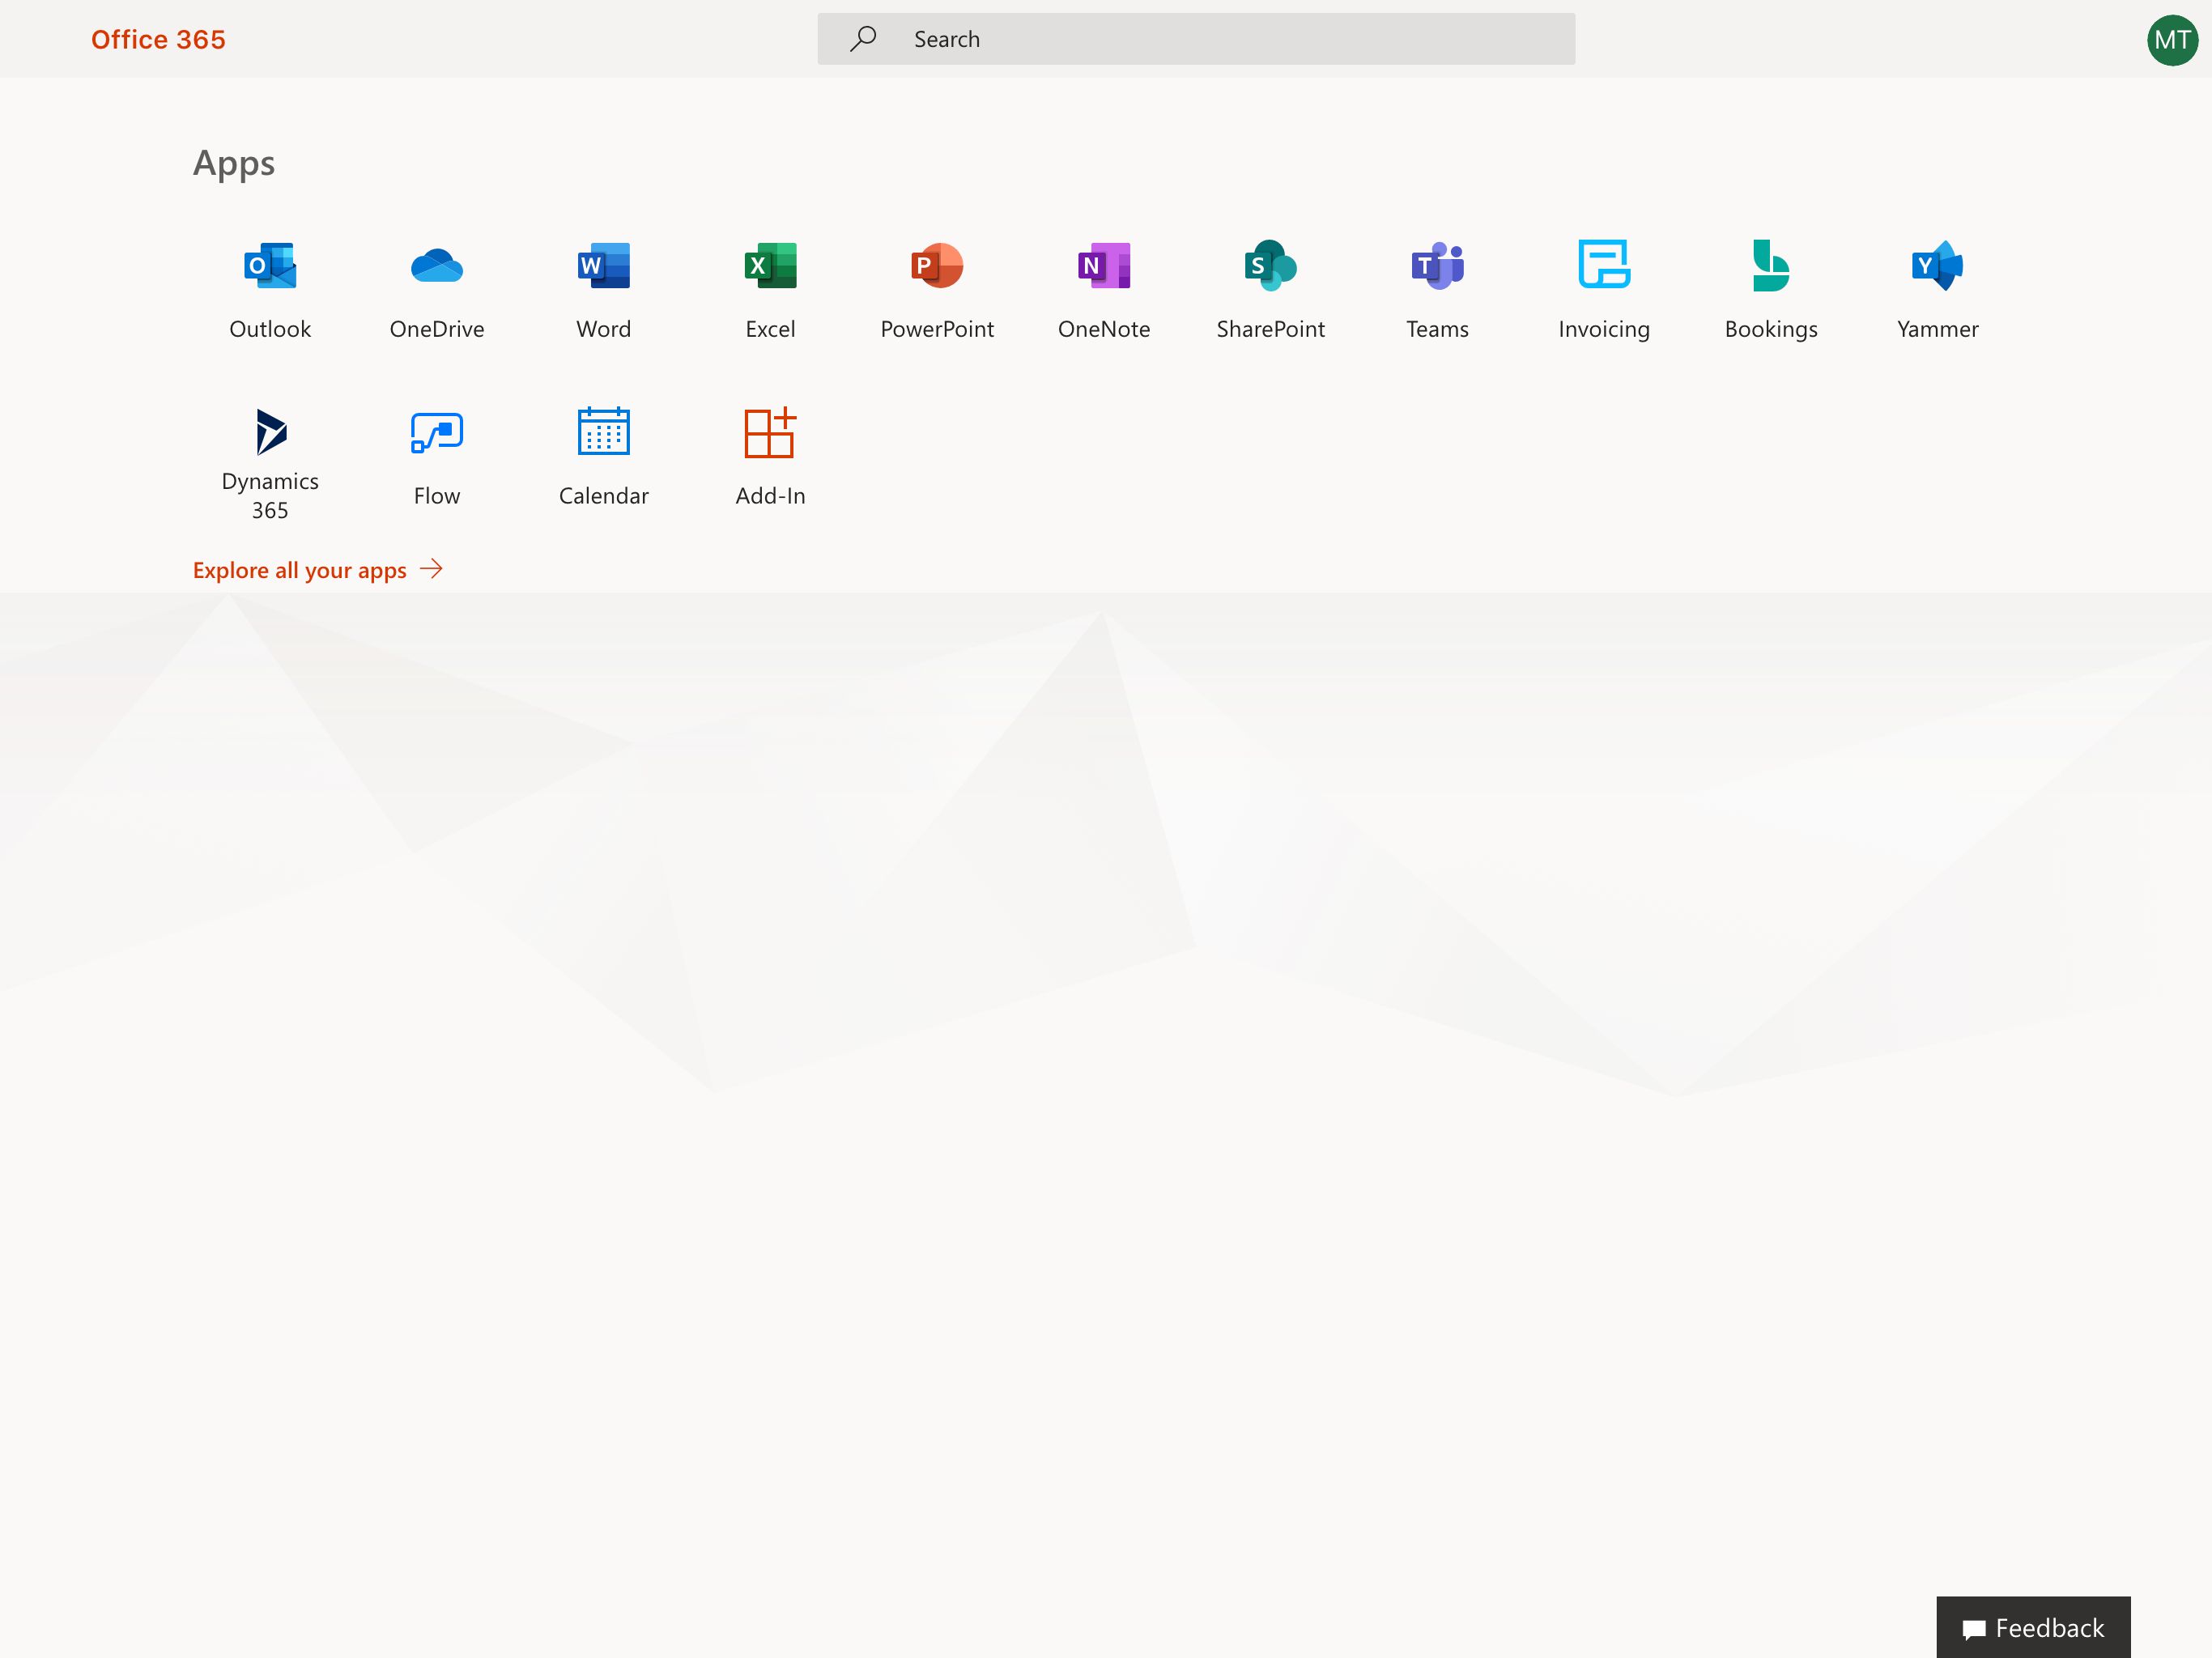 Office 365
Search
MT
Apps
Outlook
OneDrive
Word
Excel
PowerPoint
OneNote
SharePoint
Teams
Invoicing
Bookings
Yammer
Dynamics
365
Flow
Calendar
Add-In
Explore all your apps
Feedback